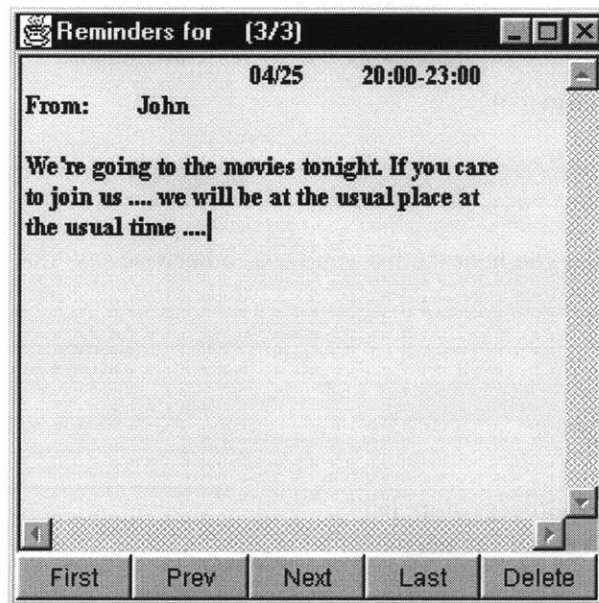 Reminders for (3/3)
04/25 20:00-23:00
From: John
We're going to the movies tonight. If you care
to join us .... we will be at the usual place at
the usual time ....
First Prev Next Last Delete